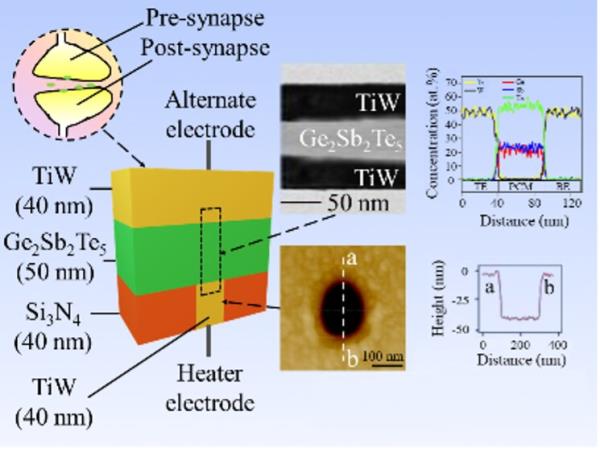 Pre-synapse
Post-synapse
Alternate
electrode
TiW
(40 nm)
Ge2Sb2Te5
(50 nm)
Si3N4
(40 nm)
TiW
(40 nm)
Heater
electrode
TiW
Ge2Sb2Te5
TiW
50 nm
a
b
100 nm
Concentration (at.%)
70
60
50
40
30
20
10
0
Ti
W
Ge
Sb
Te
TE PCM BE
0 40 80 120
Distance (nm)
Height (nm)
0
-25
-50
a b
0 200 400
Distance (nm)